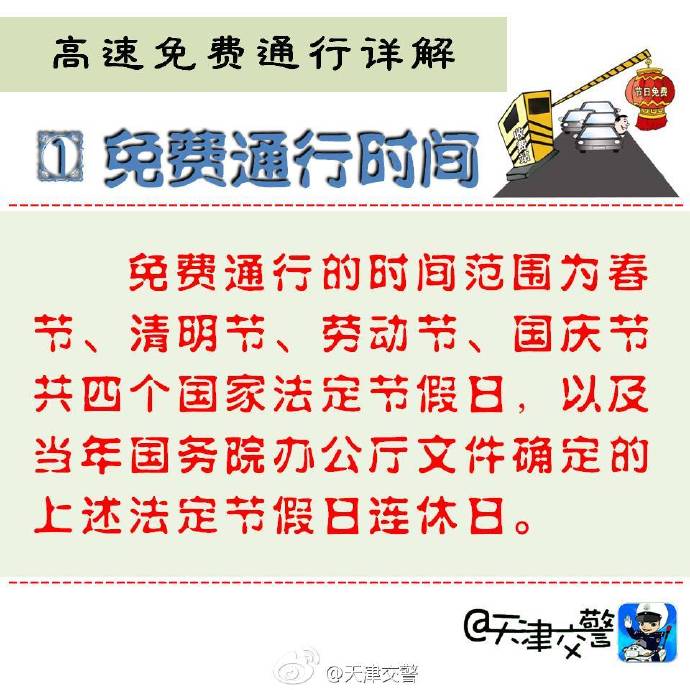 高速免费通行详解
节日免费
收费站
1 免费通行时间
免费通行的时间范围为春
节、清明节、劳动节、国庆节
共四个国家法定节假日，以及
当年国务院办公厅文件确定的
上述法定节假日连休日。
@天津交警
@天津交警